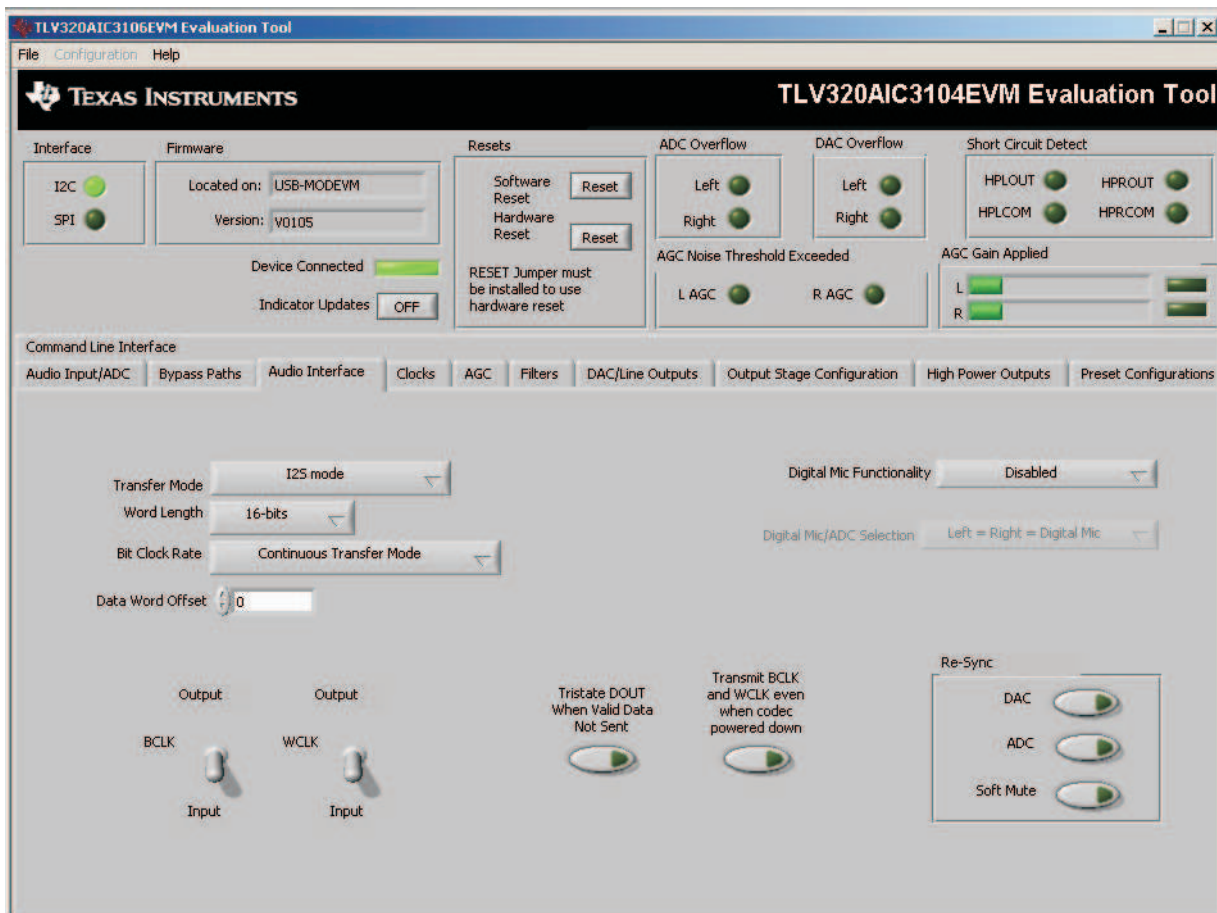 TLV320AIC3106EVM Evaluation Tool
File Configuration Help
TEXAS INSTRUMENTS
TLV320AIC3104EVM Evaluation Tool
Interface
I2C
SPI
Firmware
Located on: USB-MODEVM
Version: V0105
Device Connected
Indicator Updates OFF
Resets
Software
Reset
Reset
Hardware
Reset
Reset
RESET Jumper must
be installed to use
hardware reset
ADC Overflow
Left
Right
DAC Overflow
Left
Right
Short Circuit Detect
HPLOUT HPROUT
HPLCOM HPRCOM
AGC Noise Threshold Exceeded
L AGC R AGC
AGC Gain Applied
L
R
Command Line Interface
Audio Input/ADC Bypass Paths Audio Interface Clocks AGC Filters DAC/Line Outputs Output Stage Configuration High Power Outputs Preset Configurations
Transfer Mode I2S mode
Word Length 16-bits
Bit Clock Rate Continuous Transfer Mode
Data Word Offset 0
Digital Mic Functionality Disabled
Digital Mic/ADC Selection Left = Right = Digital Mic
Output Output
BCLK WCLK
Input Input
Tristate DOUT
When Valid Data
Not Sent
Transmit BCLK
and WCLK even
when codec
powered down
Re-Sync
DAC
ADC
Soft Mute